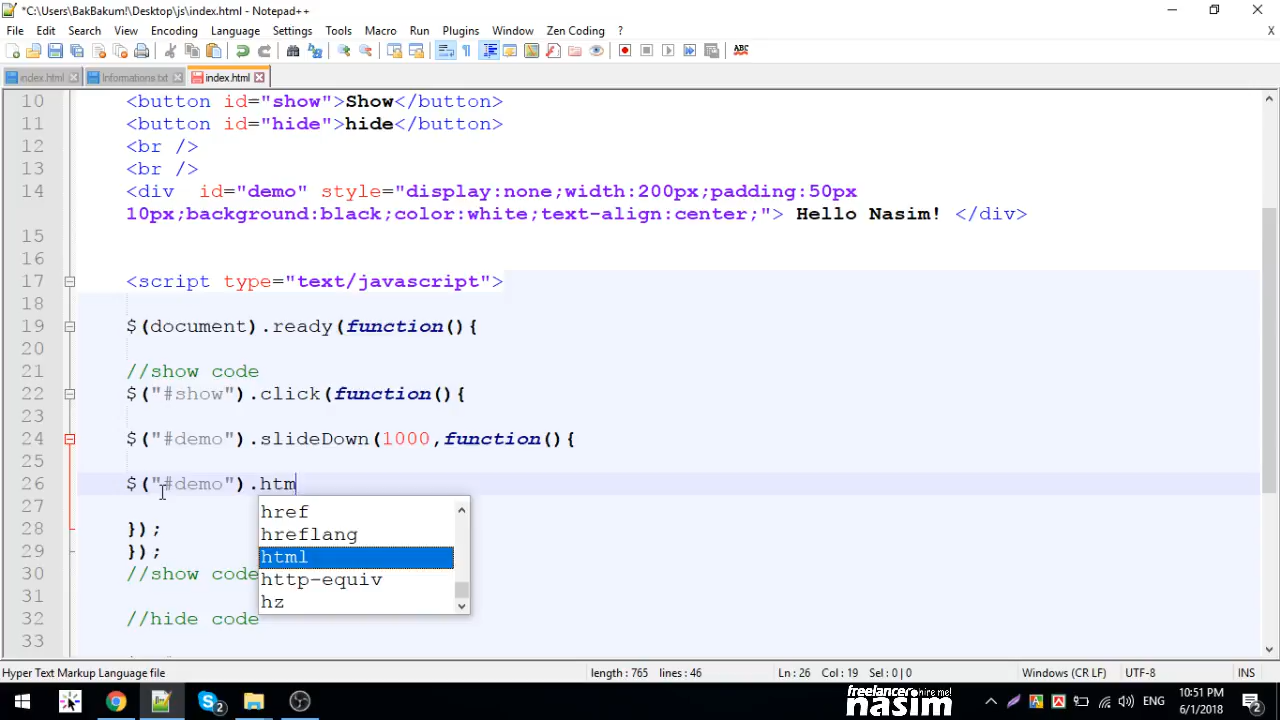 *C:\Users\BakBakum!\Desktop\js\index.html - Notepad++
File Edit Search View Encoding Language Settings Tools Macro Run Plugins Window Zen Coding ?
X
index.html Informations.txt index.html
10 <button id="show">Show</button>
11 <button id="hide">hide</button>
12 <br />
13 <br />
14 <div  id="demo" style="display:none;width:200px;padding:50px
10px;background:black;color:white;text-align:center;"> Hello Nasim! </div>
15
16
17 <script type="text/javascript">
18
19 $(document).ready(function(){
20
21 //show code
22 $("#show").click(function(){
23
24 $("#demo").slideDown(1000,function(){
25
26 $("#demo").htm
27
href
hreflang
html
http-equiv
hz
28 });
29 });
30 //show code
31
32 //hide code
33
Hyper Text Markup Language file length : 765 lines : 46 Ln : 26 Col : 19 Sel : 0 | 0 Windows (CR LF) UTF-8 INS
freelancer hire me!
nasim
ENG
10:51 PM
6/1/2018